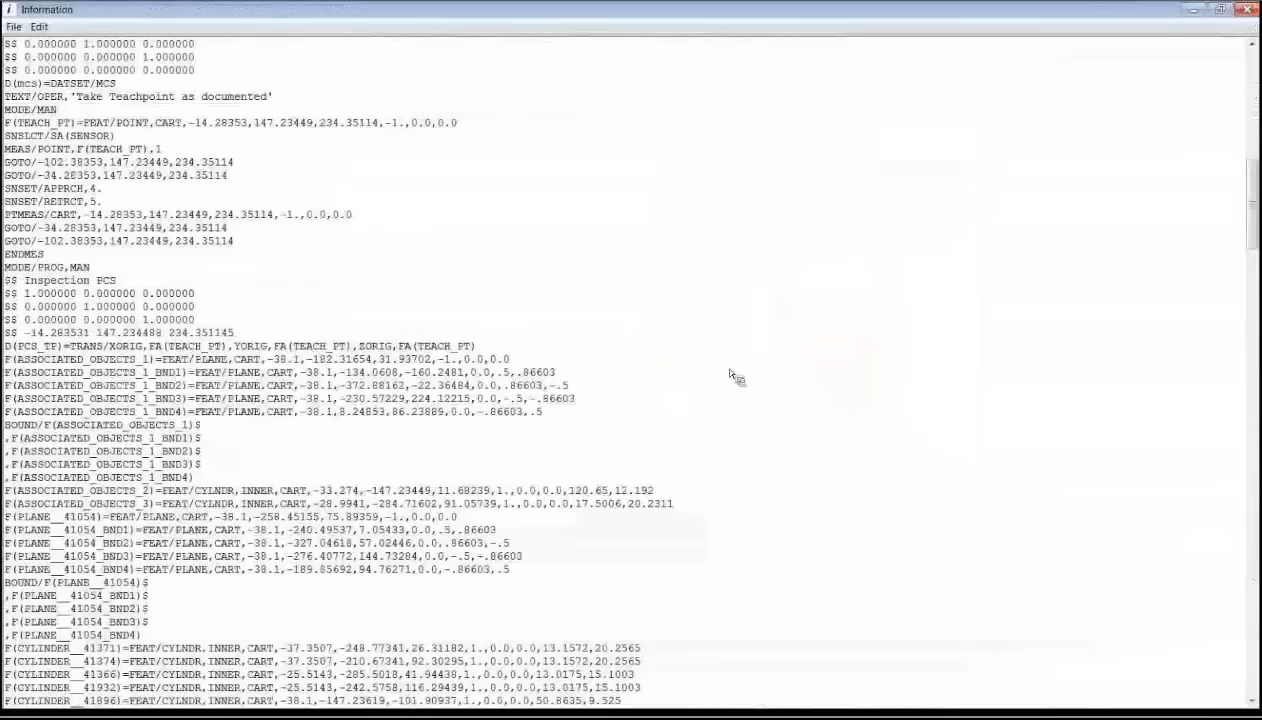 Information
File Edit
$$ 0.000000 1.000000 0.000000
$$ 0.000000 0.000000 1.000000
$$ 0.000000 0.000000 0.000000
D(mcs)=DATSET/MCS
TEXT/OPER,'Take Teachpoint as documented'
MODE/MAN
F(TEACH_PT)=FEAT/POINT,CART,-14.28353,147.23449,234.35114,-1.,0.0,0.0
SNSLCT/SA(SENSOR)
MEAS/POINT,F(TEACH_PT),1
GOTO/-102.38353,147.23449,234.35114
GOTO/-34.28353,147.23449,234.35114
SNSET/APPRCH,4.
SNSET/RETRCT,5.
PTMEAS/CART,-14.28353,147.23449,234.35114,-1.,0.0,0.0
GOTO/-34.28353,147.23449,234.35114
GOTO/-102.38353,147.23449,234.35114
ENDMES
MODE/PROG,MAN
$$ Inspection PCS
$$ 1.000000 0.000000 0.000000
$$ 0.000000 1.000000 0.000000
$$ 0.000000 0.000000 1.000000
$$ -14.283531 147.234488 234.351145
D(PCS_TP)=TRANS/XORIG,FA(TEACH_PT),YORIG,FA(TEACH_PT),ZORIG,FA(TEACH_PT)
F(ASSOCIATED_OBJECTS_1)=FEAT/PLANE,CART,-38.1,-182.31654,31.93702,-1.,0.0,0.0
F(ASSOCIATED_OBJECTS_1_BND1)=FEAT/PLANE,CART,-38.1,-134.0608,-160.2481,0.0,.5,.86603
F(ASSOCIATED_OBJECTS_1_BND2)=FEAT/PLANE,CART,-38.1,-372.88162,-22.36484,0.0,.86603,-.5
F(ASSOCIATED_OBJECTS_1_BND3)=FEAT/PLANE,CART,-38.1,-230.57229,224.12215,0.0,-.5,-.86603
F(ASSOCIATED_OBJECTS_1_BND4)=FEAT/PLANE,CART,-38.1,8.24853,86.23889,0.0,-.86603,.5
BOUND/F(ASSOCIATED_OBJECTS_1)$
,F(ASSOCIATED_OBJECTS_1_BND1)$
,F(ASSOCIATED_OBJECTS_1_BND2)$
,F(ASSOCIATED_OBJECTS_1_BND3)$
,F(ASSOCIATED_OBJECTS_1_BND4)
F(ASSOCIATED_OBJECTS_2)=FEAT/CYLNDR,INNER,CART,-33.274,-147.23449,11.68239,1.,0.0,0.0,120.65,12.192
F(ASSOCIATED_OBJECTS_3)=FEAT/CYLNDR,INNER,CART,-28.9941,-284.71602,91.05739,1.,0.0,0.0,17.5006,20.2311
F(PLANE__41054)=FEAT/PLANE,CART,-38.1,-258.45155,75.89359,-1.,0.0,0.0
F(PLANE__41054_BND1)=FEAT/PLANE,CART,-38.1,-240.49537,7.05433,0.0,.5,.86603
F(PLANE__41054_BND2)=FEAT/PLANE,CART,-38.1,-327.04618,57.02446,0.0,.86603,-.5
F(PLANE__41054_BND3)=FEAT/PLANE,CART,-38.1,-276.40772,144.73284,0.0,-.5,-.86603
F(PLANE__41054_BND4)=FEAT/PLANE,CART,-38.1,-189.85692,94.76271,0.0,-.86603,.5
BOUND/F(PLANE__41054)$
,F(PLANE__41054_BND1)$
,F(PLANE__41054_BND2)$
,F(PLANE__41054_BND3)$
,F(PLANE__41054_BND4)
F(CYLINDER__41371)=FEAT/CYLNDR,INNER,CART,-37.3507,-248.77341,26.31182,1.,0.0,0.0,13.1572,20.2565
F(CYLINDER__41374)=FEAT/CYLNDR,INNER,CART,-37.3507,-210.67341,92.30295,1.,0.0,0.0,13.1572,20.2565
F(CYLINDER__41366)=FEAT/CYLNDR,INNER,CART,-25.5143,-285.5018,41.94438,1.,0.0,0.0,13.0175,15.1003
F(CYLINDER__41932)=FEAT/CYLNDR,INNER,CART,-25.5143,-242.5758,116.29439,1.,0.0,0.0,13.0175,15.1003
F(CYLINDER__41896)=FEAT/CYLNDR,INNER,CART,-38.1,-147.23619,-101.90937,1.,0.0,0.0,50.8635,9.525